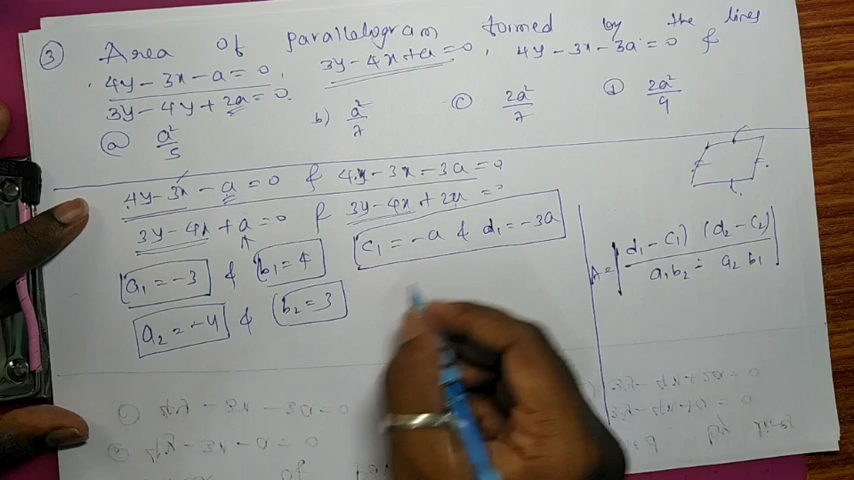 ③ Area of parallelogram formed by the lines
4y - 3x - a = 0, 3y - 4x + a = 0, 4y - 3x - 3a = 0 &
3y - 4y + 2a = 0.
ⓐ a²/5 b) a²/7 ⓒ 2a²/7 ⓓ 2a²/9
4y - 3x - a = 0 & 4y - 3x - 3a = 0
3y - 4x + a = 0 & 3y - 4x + 2a = 0
a₁ = -3 & b₁ = 4 c₁ = -a & d₁ = -3a
a₂ = -4 & b₂ = 3
A = |(d₁ - c₁) (d₂ - c₂) / a₁b₂ - a₂b₁|